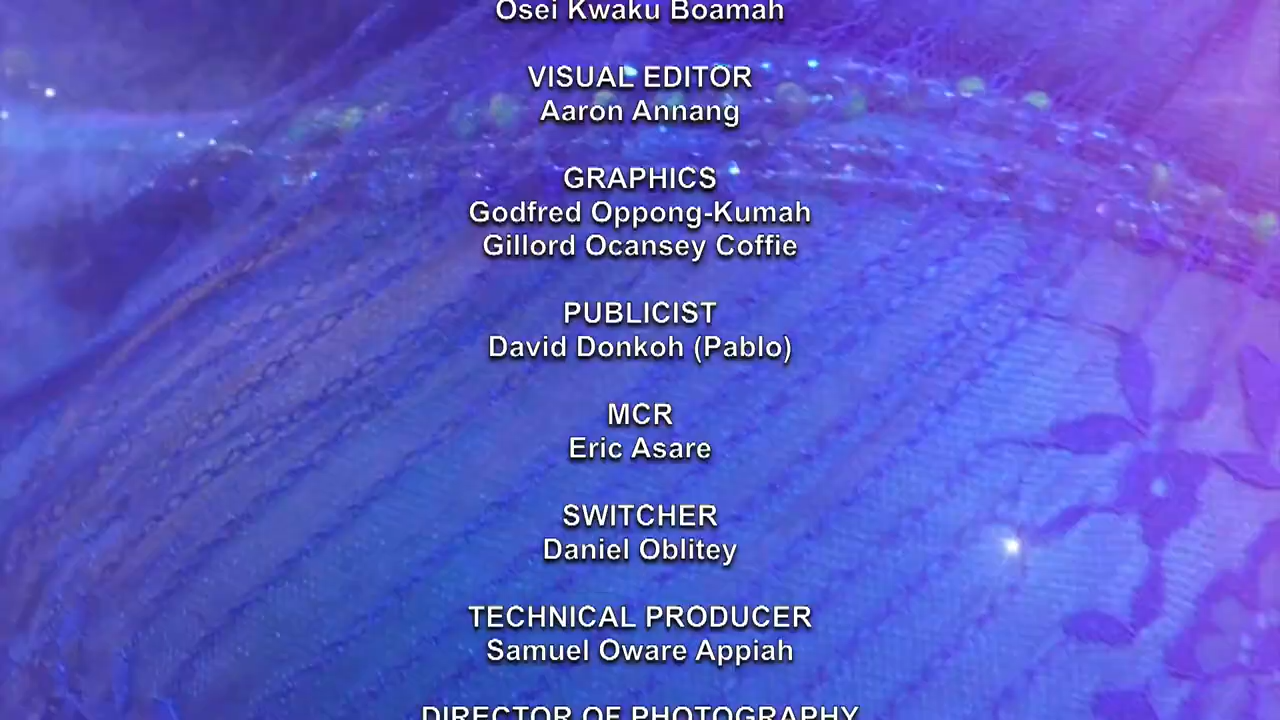 Osei Kwaku Boamah
VISUAL EDITOR
Aaron Annang
GRAPHICS
Godfred Oppong-Kumah
Gillord Ocansey Coffie
PUBLICIST
David Donkoh (Pablo)
MCR
Eric Asare
SWITCHER
Daniel Oblitey
TECHNICAL PRODUCER
Samuel Oware Appiah
DIRECTOR OF PHOTOGRAPHY